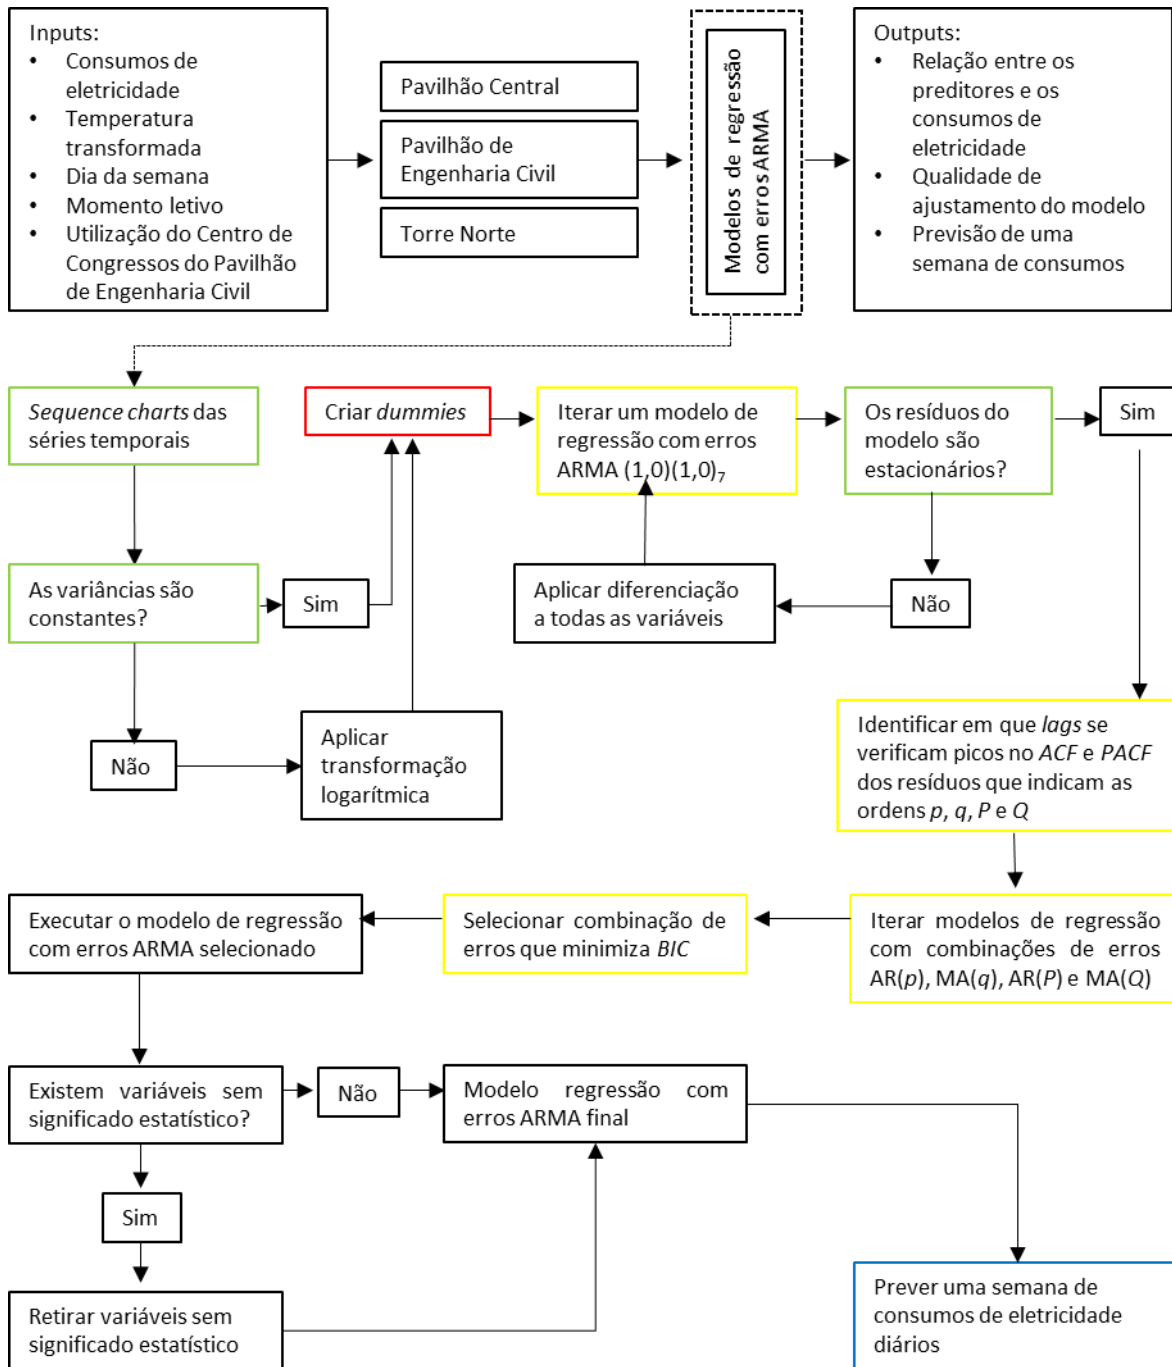 Inputs:
• Consumos de
eletricidade
• Temperatura
transformada
• Dia da semana
• Momento letivo
• Utilização do Centro de
Congressos do Pavilhão
de Engenharia Civil
Pavilhão Central
Pavilhão de
Engenharia Civil
Torre Norte
Modelos de regressão
com erros ARMA
Outputs:
• Relação entre os
preditores e os
consumos de
eletricidade
• Qualidade de
ajustamento do modelo
• Previsão de uma
semana de consumos
Sequence charts das
séries temporais
Criar dummies
Iterar um modelo de
regressão com erros
ARMA (1,0)(1,0)₇
Os resíduos do
modelo são
estacionários?
Sim
As variâncias são
constantes?
Sim
Aplicar diferenciação
a todas as variáveis
Não
Não
Aplicar
transformação
logarítmica
Identificar em que lags se
verificam picos no ACF e PACF
dos resíduos que indicam as
ordens p, q, P e Q
Executar o modelo de regressão
com erros ARMA selecionado
Selecionar combinação de
erros que minimiza BIC
Iterar modelos de regressão
com combinações de erros
AR(p), MA(q), AR(P) e MA(Q)
Existem variáveis sem
significado estatístico?
Não
Modelo regressão com
erros ARMA final
Sim
Retirar variáveis sem
significado estatístico
Prever uma semana de
consumos de eletricidade
diários